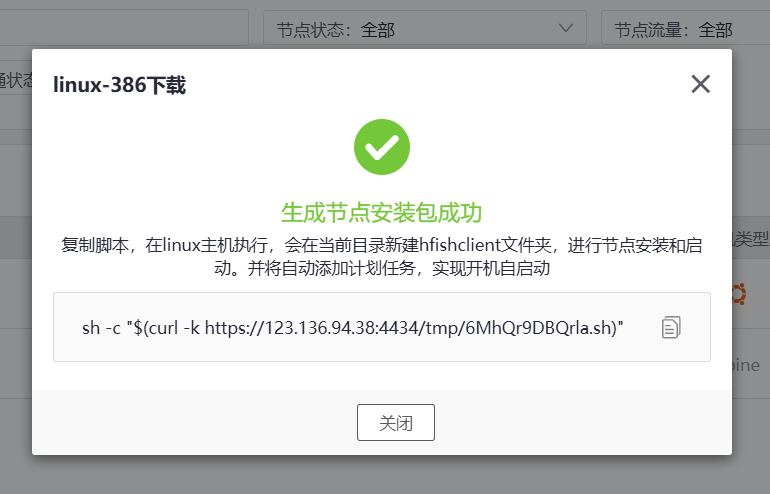 节点状态：全部
节点流量：全部
通状态
linux-386下载
生成节点安装包成功
复制脚本，在linux主机执行，会在当前目录新建hfishclient文件夹，进行节点安装和启
动。并将自动添加计划任务，实现开机自启动
类型
sh -c "$(curl -k https://123.136.94.38:4434/tmp/6MhQr9DBQrla.sh)"
关闭